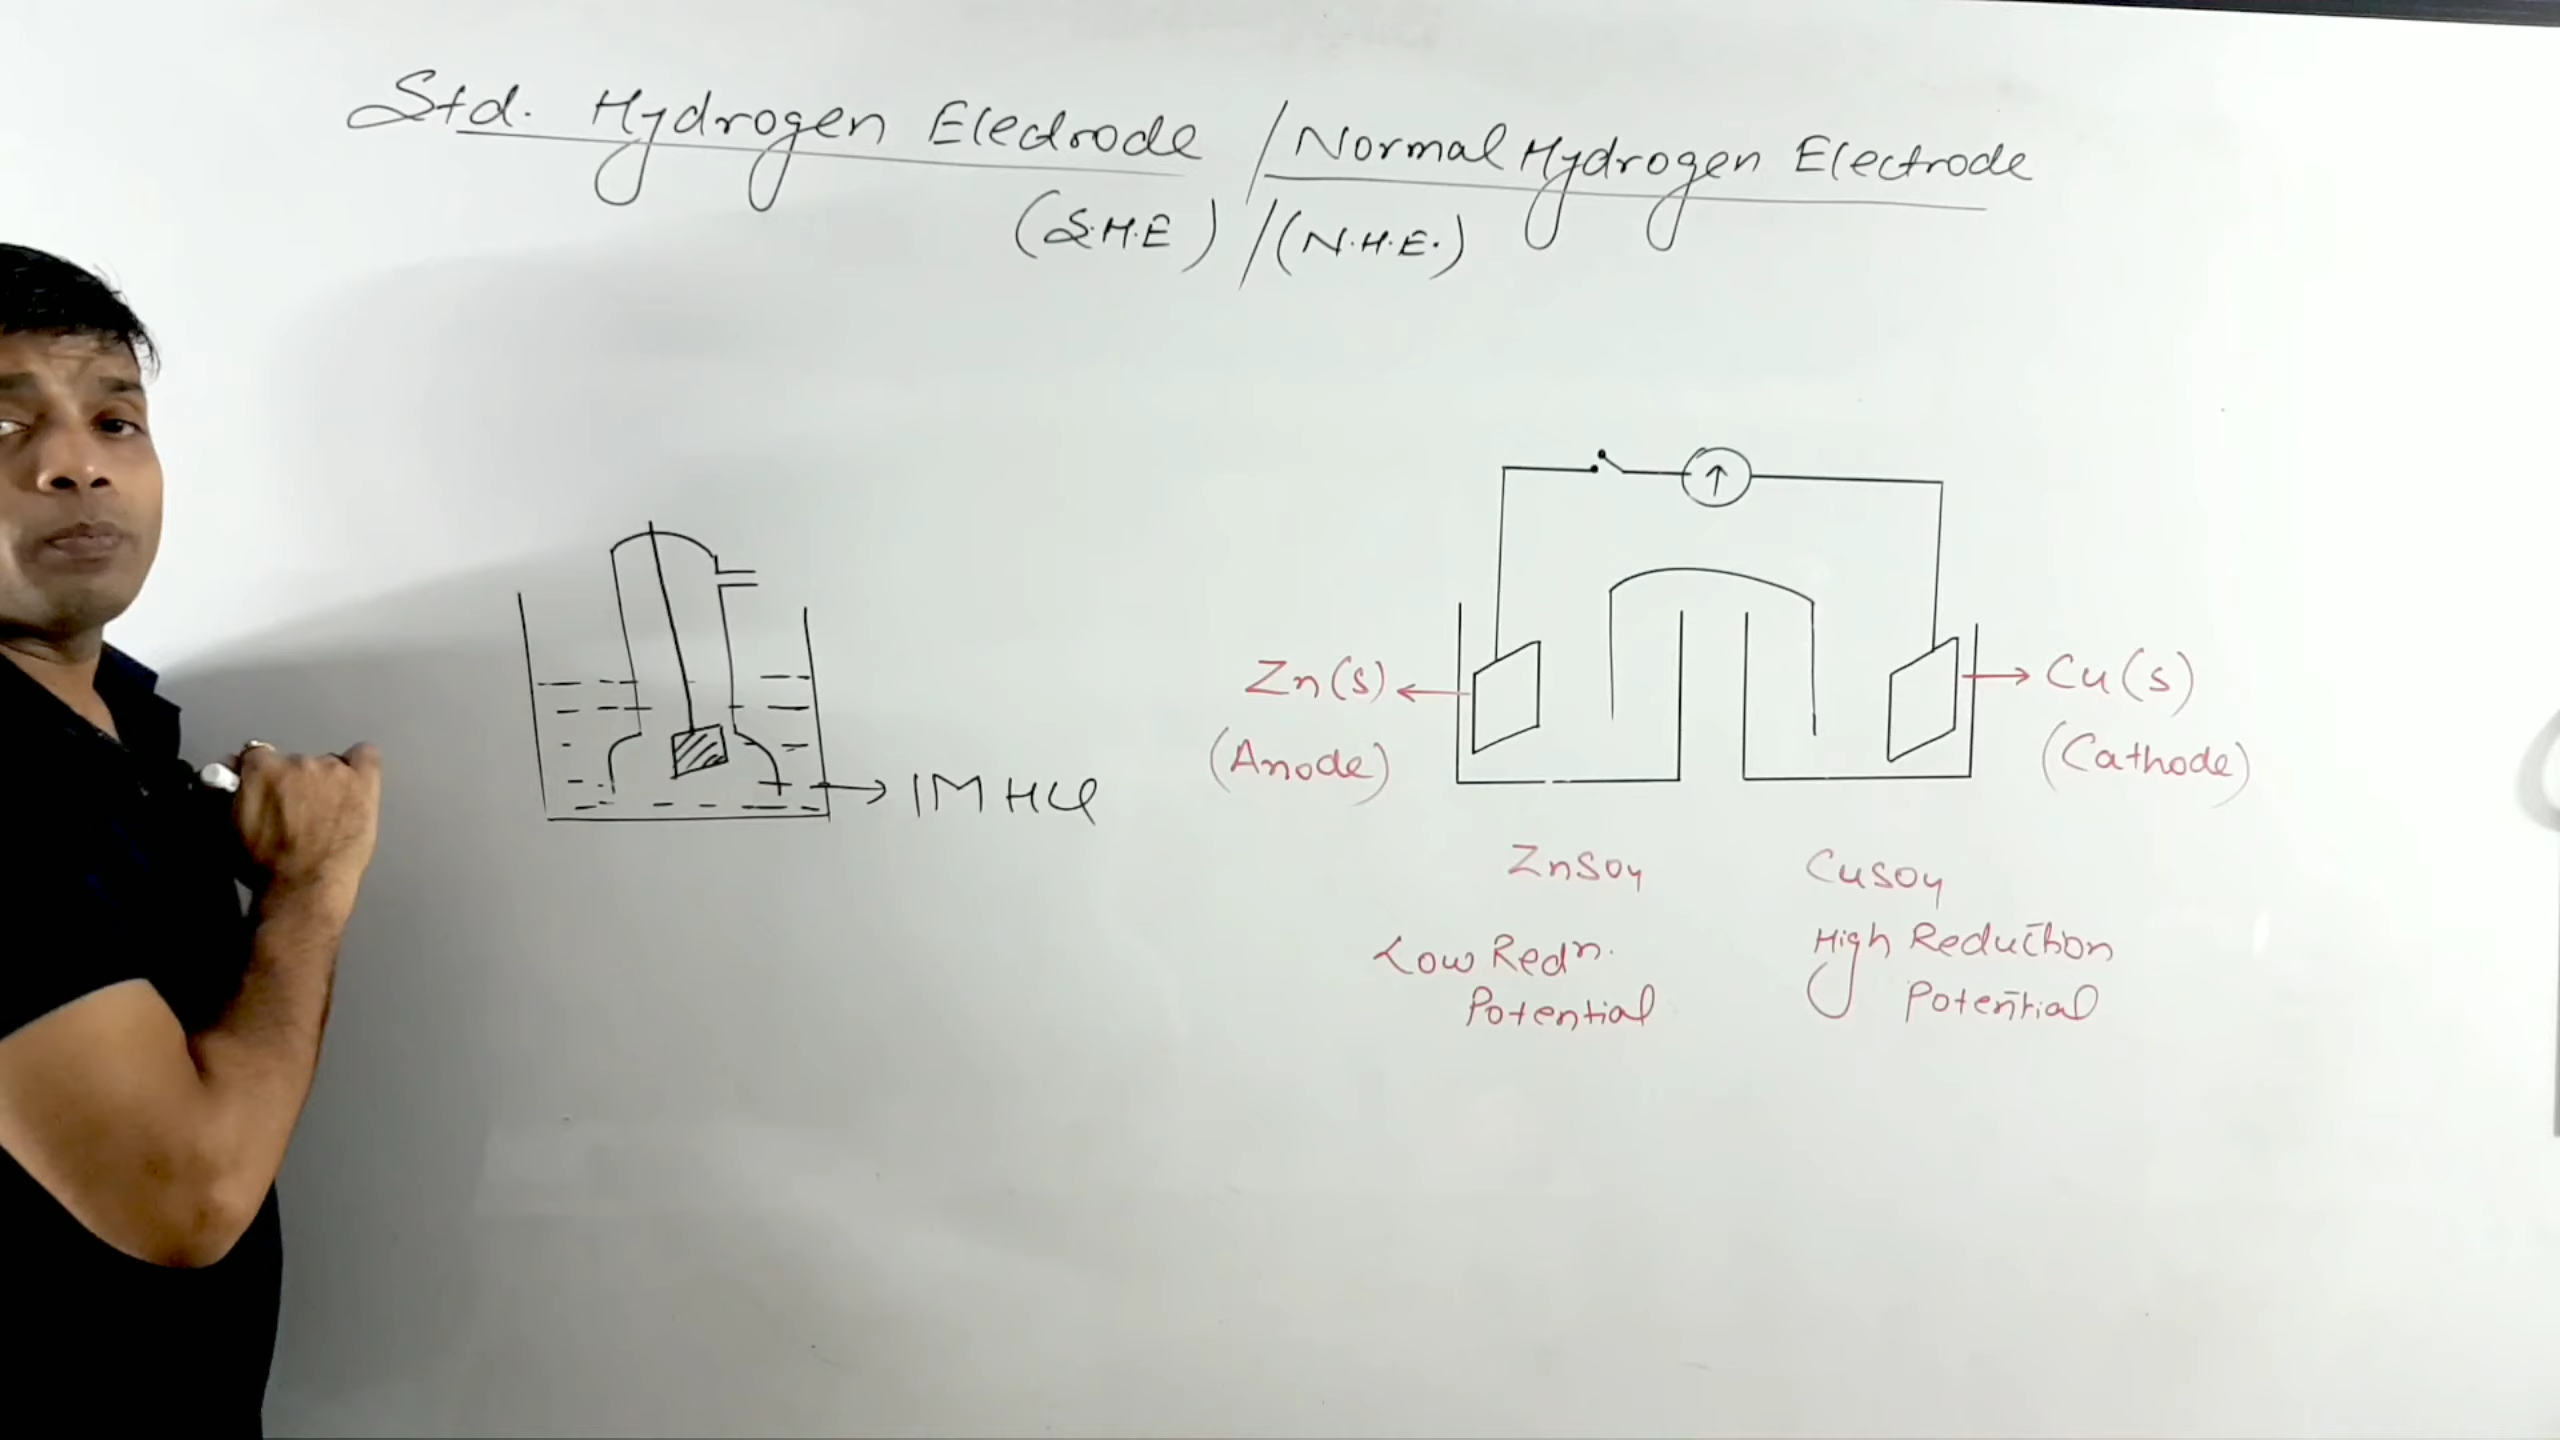 Std. Hydrogen Electrode / Normal Hydrogen Electrode
(S.H.E) / (N.H.E.)
1M HCl
Zn(s)
(Anode)
Cu(s)
(Cathode)
ZnSO4
CuSO4
Low Redn.
Potential
High Reduction
Potential